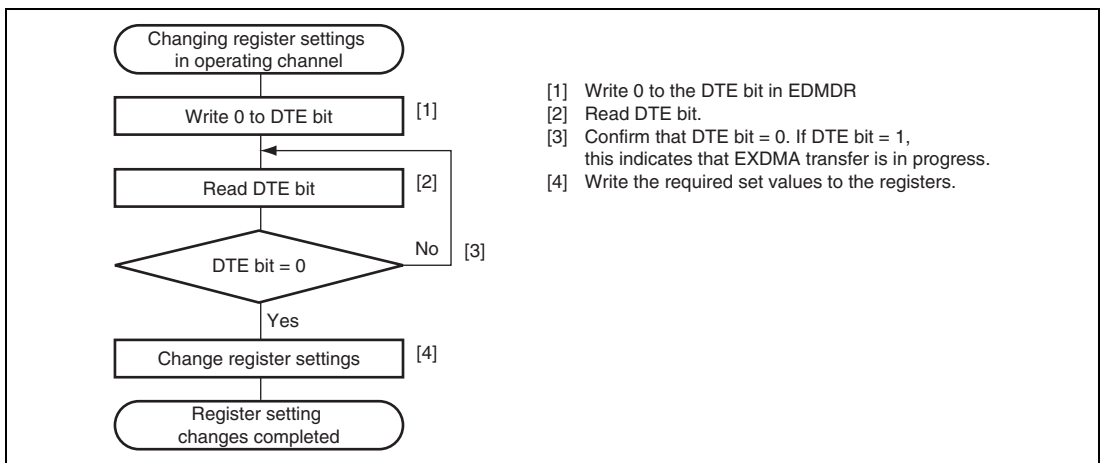 Changing register settings
in operating channel
Write 0 to DTE bit
[1]
Read DTE bit
[2]
DTE bit = 0
No
[3]
Yes
Change register settings
[4]
Register setting
changes completed
[1] Write 0 to the DTE bit in EDMDR
[2] Read DTE bit.
[3] Confirm that DTE bit = 0. If DTE bit = 1,
this indicates that EXDMA transfer is in progress.
[4] Write the required set values to the registers.